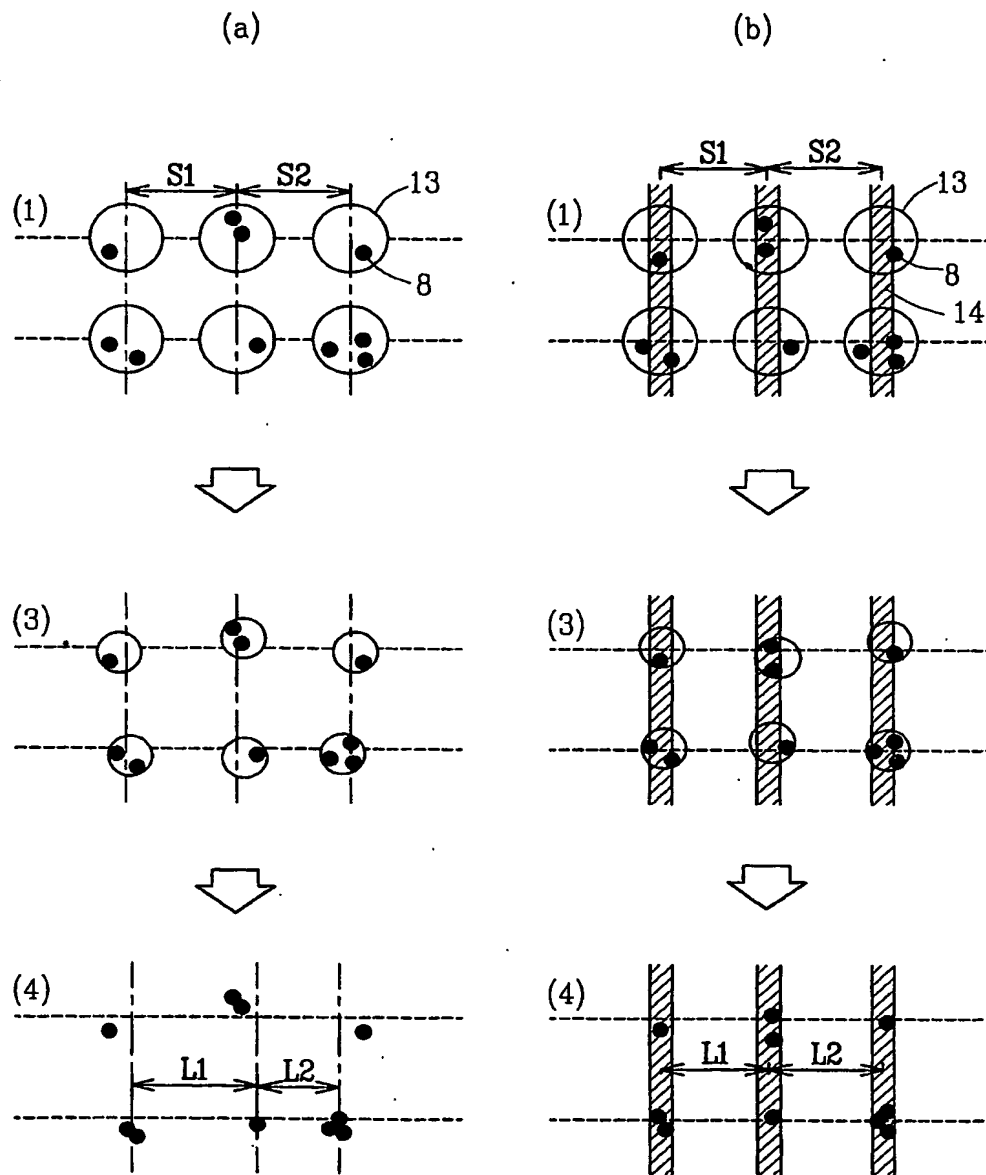 (a) (b)
S1 S2 13 S1 S2 13
(1) (1)
8 8
14
(3) (3)
(4) (4)
L1 L2 L1 L2